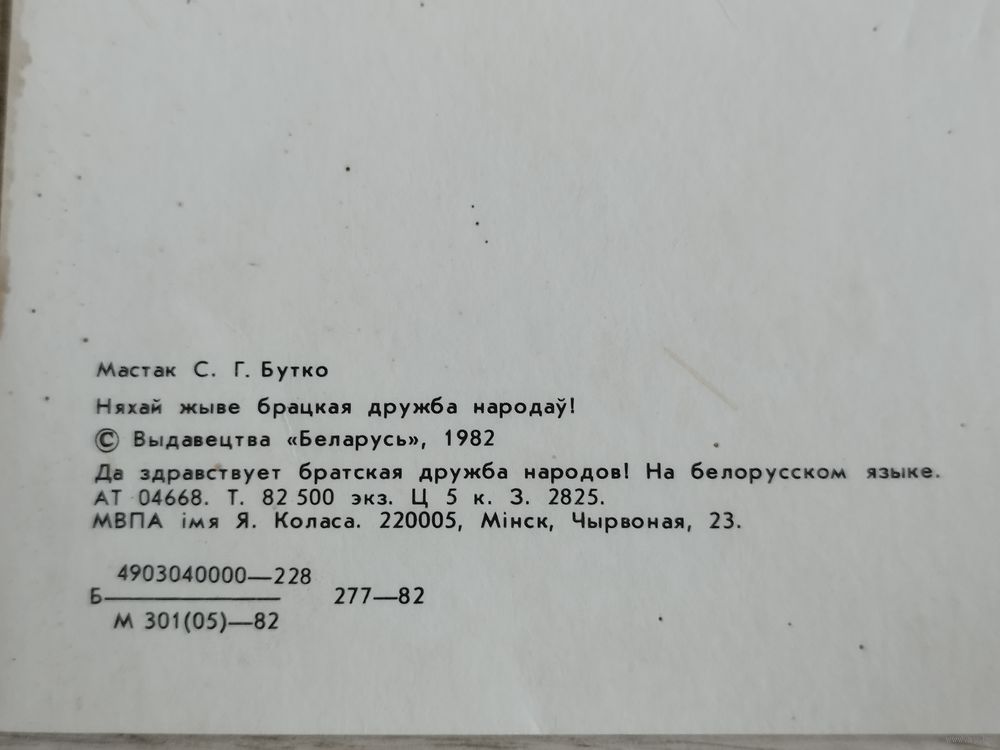 Мастак С. Г. Бутко
Няхай жыве брацкая дружба народаў!
© Выдавецтва «Беларусь», 1982
Да здравствует братская дружба народов! На белорусском языке.
АТ 04668. Т. 82 500 экз. Ц 5 к. З. 2825.
МВПА імя Я. Коласа. 220005, Мінск, Чырвоная, 23.
4903040000—228
Б 277—82
М 301(05)—82